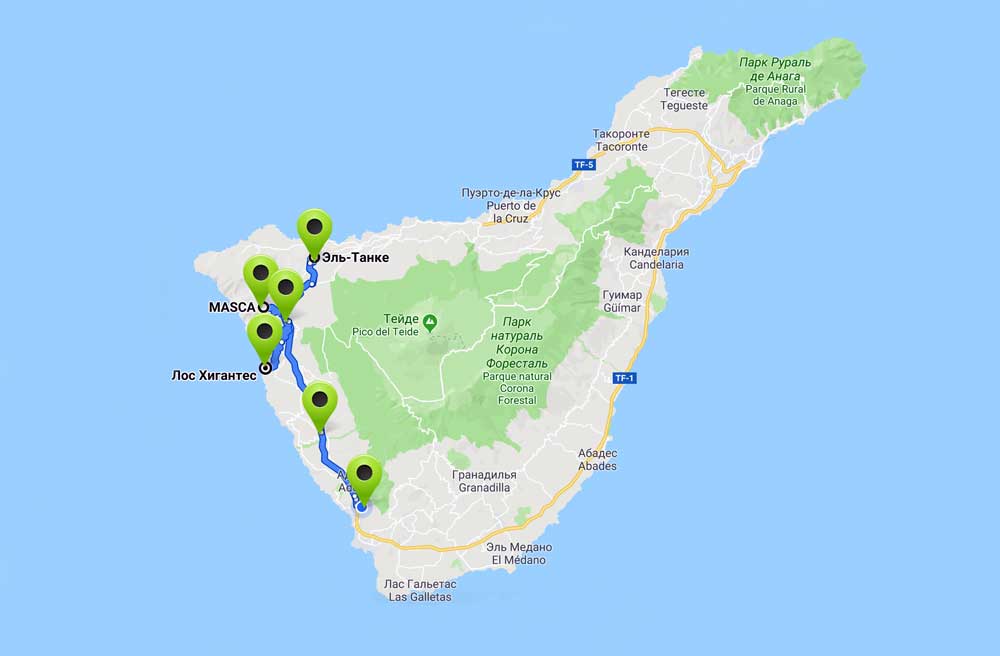 Парк Рураль
де Анага
Parque Rural
de Anaga
Тегесте
Tegueste
Такоронте
Tacoronte
TF-5
Пуэрто-де-ла-Крус
Puerto de
la Cruz
Эль-Танке
Канделария
Candelaria
Гуимар
Güímar
MASCA
Тейде
Pico del Teide
Парк
натураль
Корона
Форесталь
Parque natural
Corona
Forestal
Лос Хигантес
TF-1
Абадес
Abades
Гранадилья
Granadilla
Эль Медано
El Médano
Лас Гальетас
Las Galletas